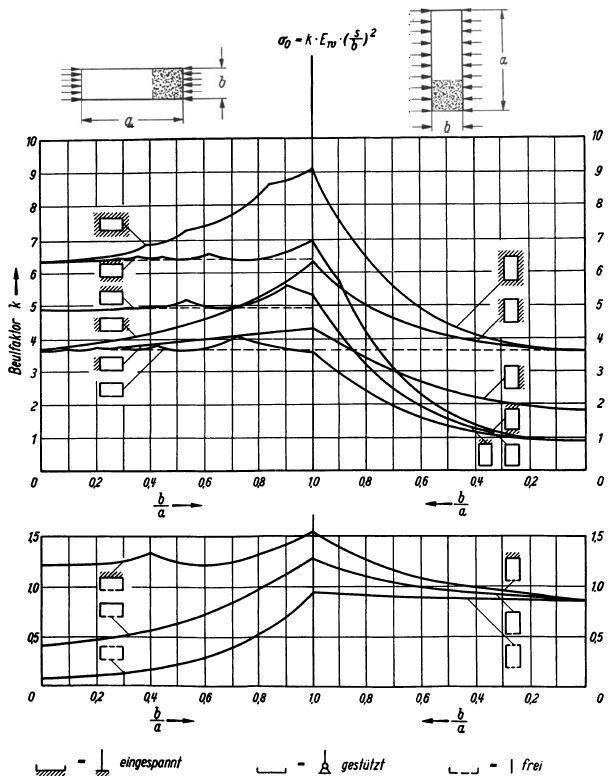 σ₀ = k · E_w · (s/b)²
b
a
a
b
Beulfaktor k
10 9 8 7 6 5 4 3 2 1 0
10 9 8 7 6 5 4 3 2 1 0
0 0,2 0,4 0,6 0,8 1,0 0,8 0,6 0,4 0,2 0
b/a
b/a
1,5 1,0 0,5
1,5 1,0 0,5
0 0,2 0,4 0,6 0,8 1,0 0,8 0,6 0,4 0,2 0
b/a
b/a
= eingespannt
= gestützt
= frei